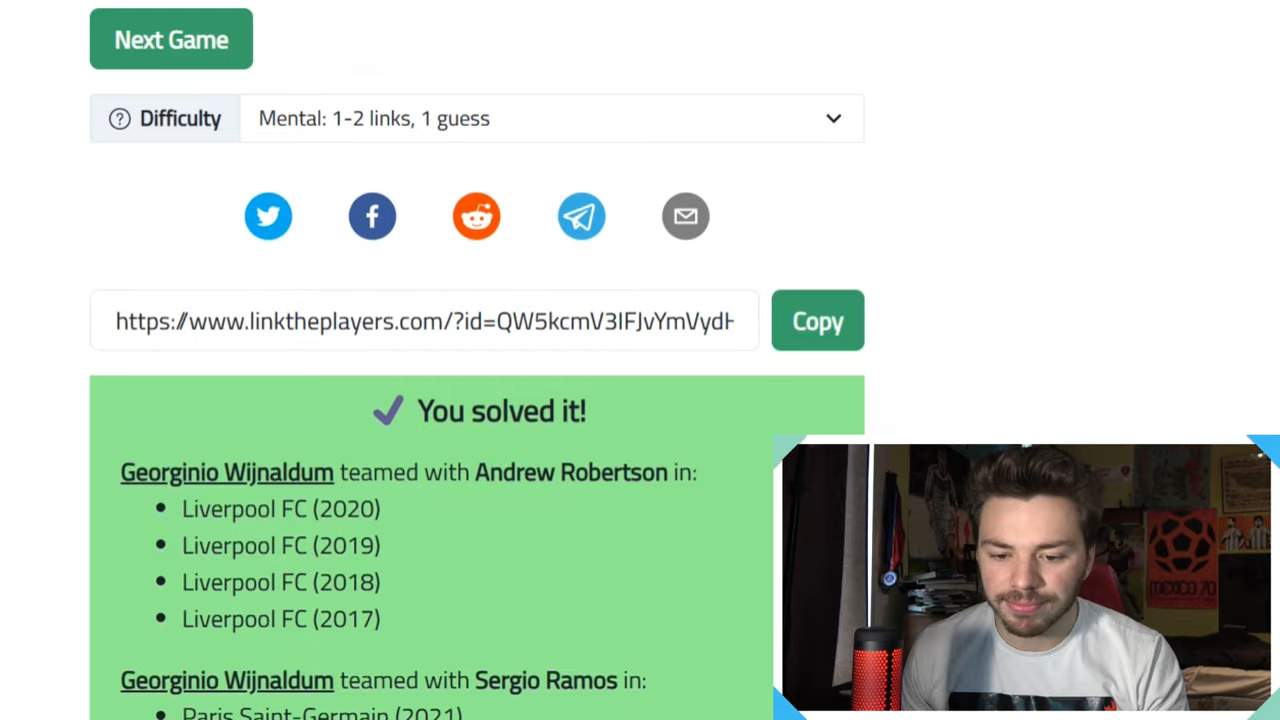 Next Game
Difficulty
Mental: 1-2 links, 1 guess
https://www.linktheplayers.com/?id=QW5kcmV3IFJvYmVydH
Copy
You solved it!
Georginio Wijnaldum teamed with Andrew Robertson in:
Liverpool FC (2020)
Liverpool FC (2019)
Liverpool FC (2018)
Liverpool FC (2017)
Georginio Wijnaldum teamed with Sergio Ramos in:
Paris Saint-Germain (2021)
MEXICO 70